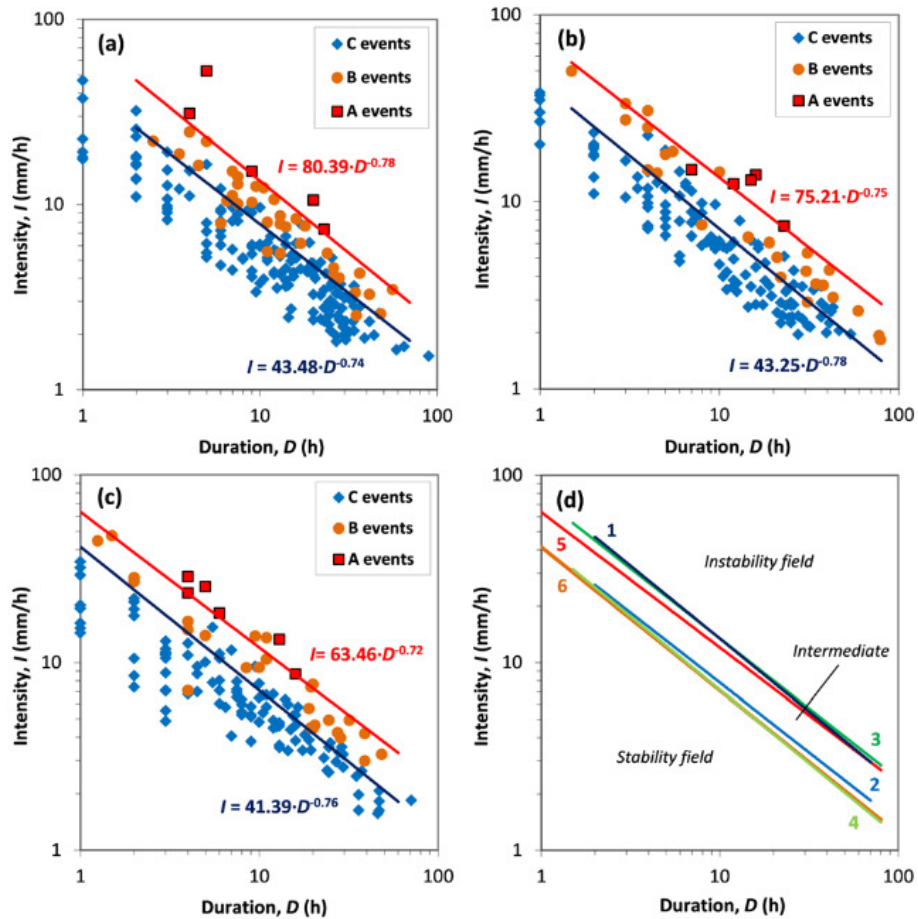 (a)
C events
B events
A events
I = 80.39·D^-0.78
I = 43.48·D^-0.74
100
10
1
Intensity, I (mm/h)
1 10 100
Duration, D (h)
(b)
C events
B events
A events
I = 75.21·D^-0.75
I = 43.25·D^-0.78
100
10
1
Intensity, I (mm/h)
1 10 100
Duration, D (h)
(c)
C events
B events
A events
I = 63.46·D^-0.72
I = 41.39·D^-0.76
100
10
1
Intensity, I (mm/h)
1 10 100
Duration, D (h)
(d)
1
5
Instability field
6
Intermediate
3
Stability field
2
4
100
10
1
Intensity, I (mm/h)
1 10 100
Duration, D (h)